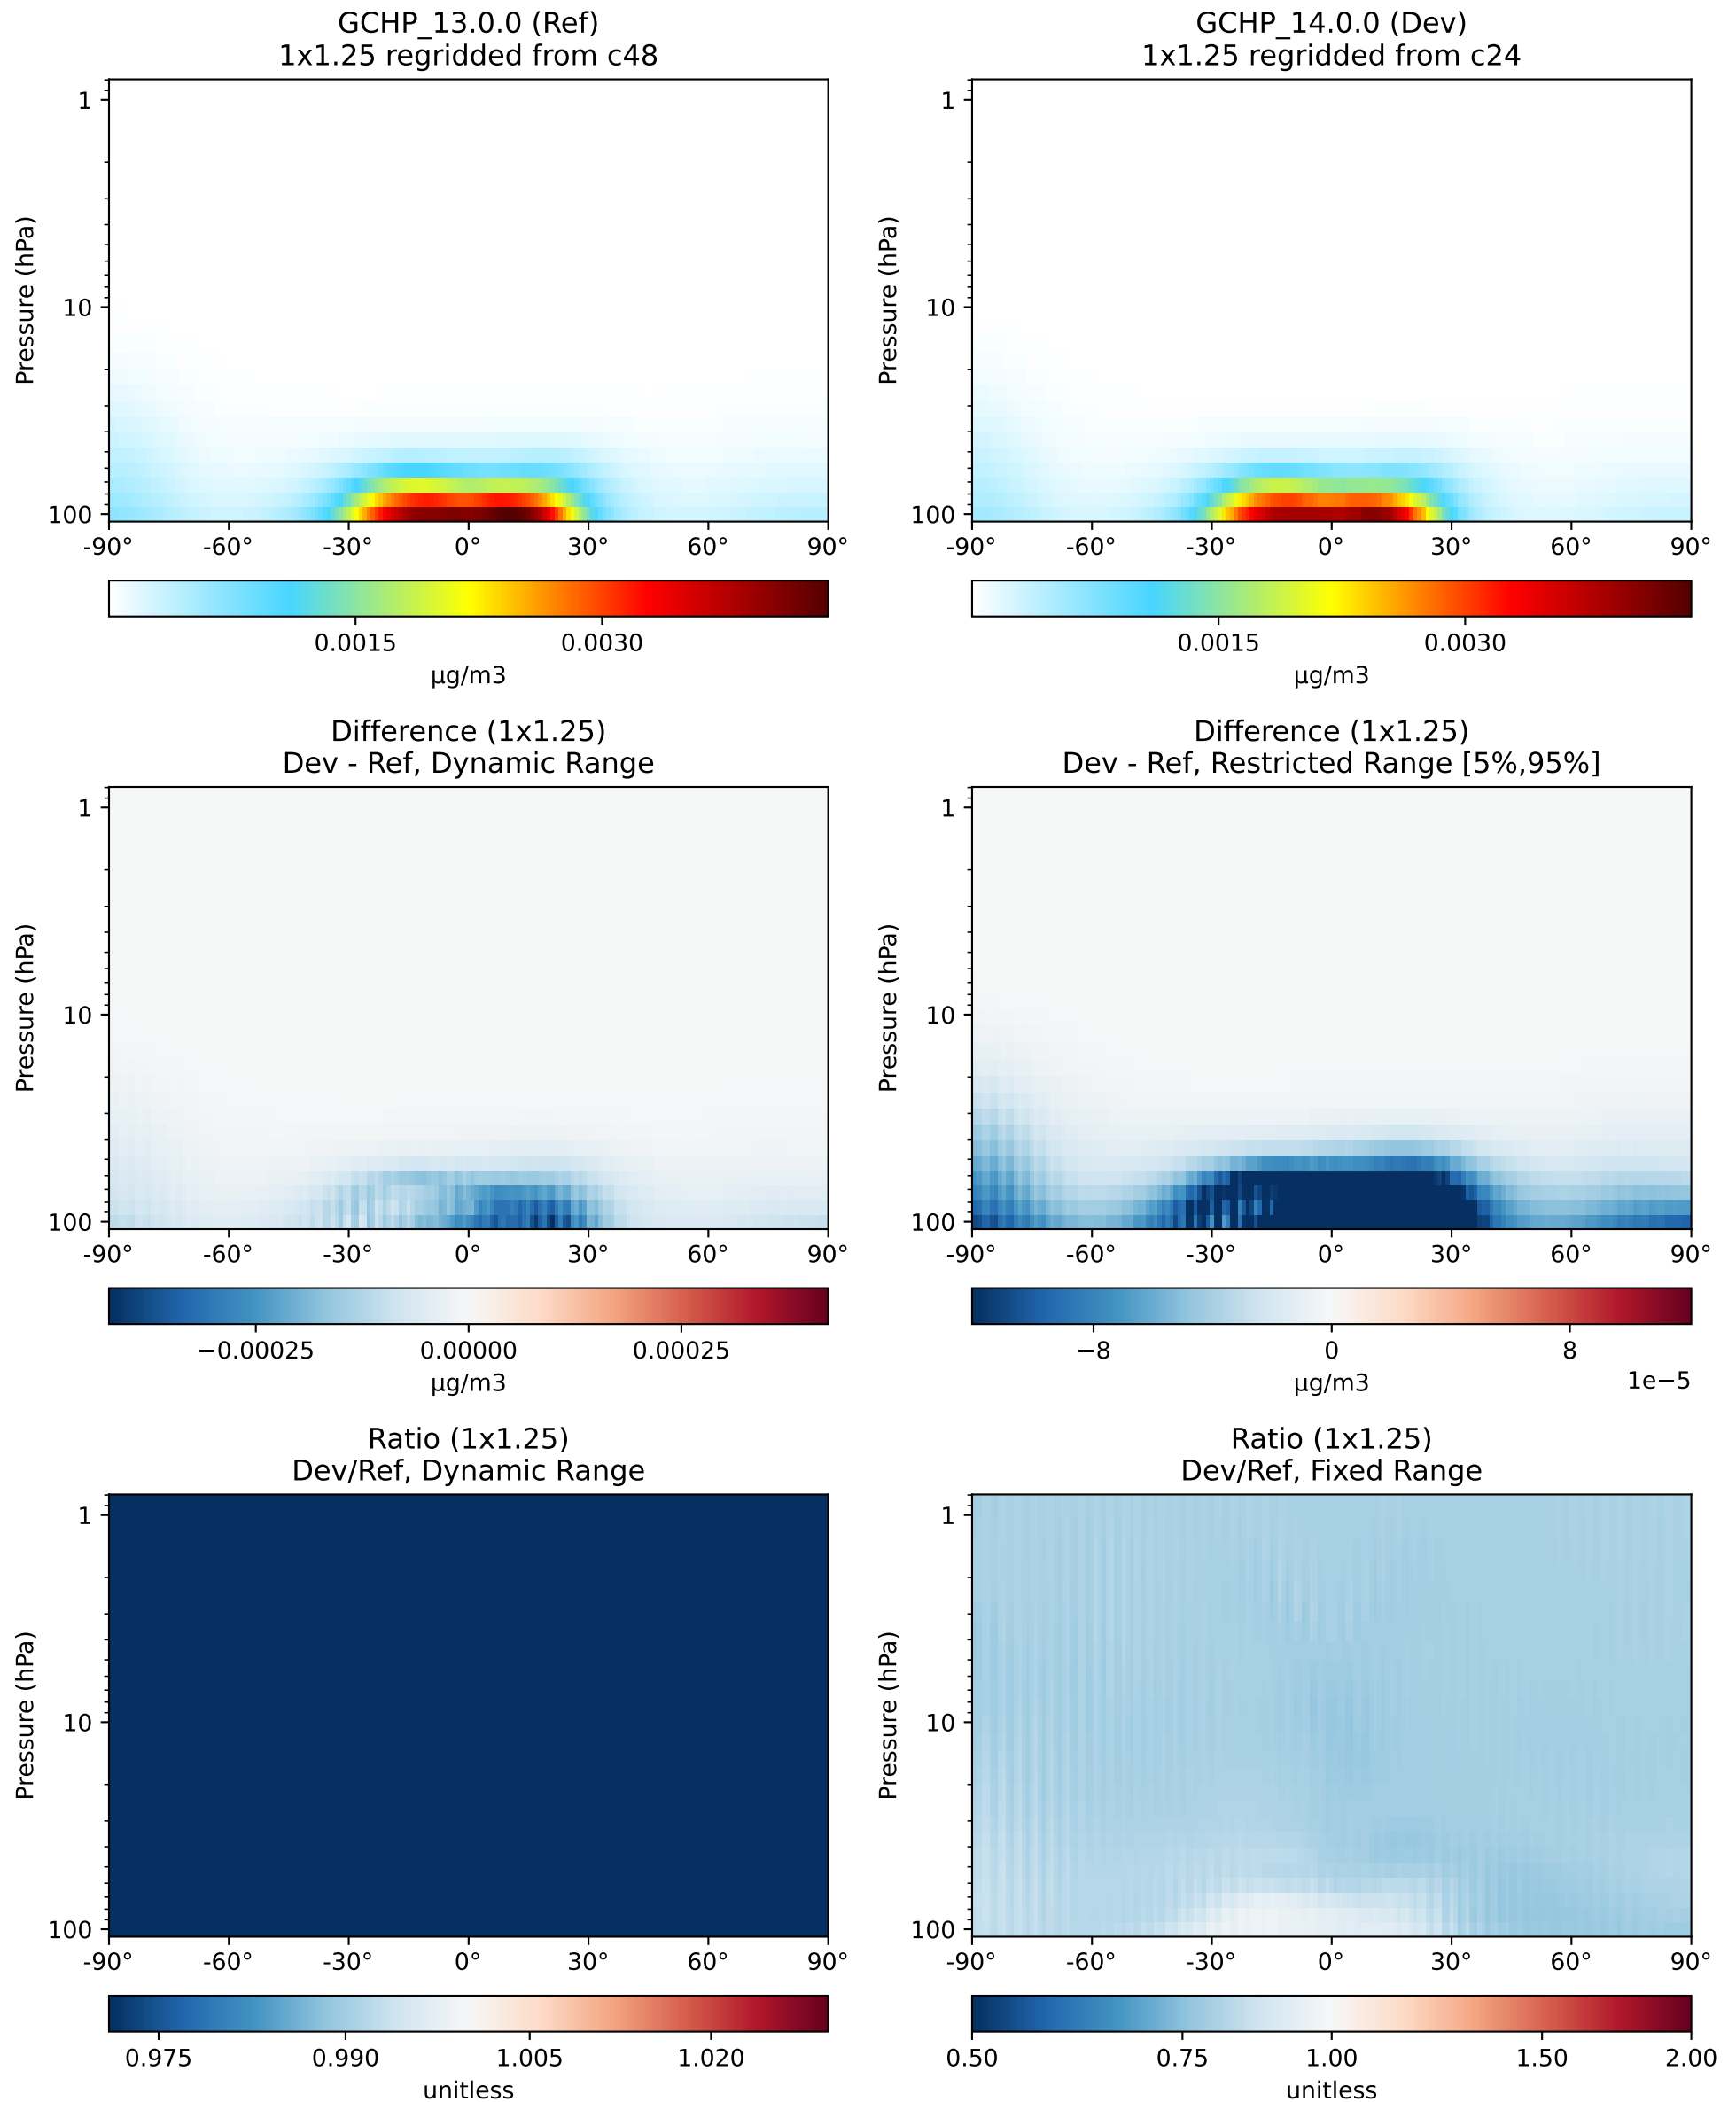 GCHP_13.0.0 (Ref)
1x1.25 regridded from c48
Pressure (hPa)
1
10
100
-90° -60° -30° 0° 30° 60° 90°
0.0015 0.0030
µg/m3
GCHP_14.0.0 (Dev)
1x1.25 regridded from c24
Pressure (hPa)
1
10
100
-90° -60° -30° 0° 30° 60° 90°
0.0015 0.0030
µg/m3
Difference (1x1.25)
Dev - Ref, Dynamic Range
Pressure (hPa)
1
10
100
-90° -60° -30° 0° 30° 60° 90°
−0.00025 0.00000 0.00025
µg/m3
Difference (1x1.25)
Dev - Ref, Restricted Range [5%,95%]
Pressure (hPa)
1
10
100
-90° -60° -30° 0° 30° 60° 90°
−8 0 8
µg/m3
1e−5
Ratio (1x1.25)
Dev/Ref, Dynamic Range
Pressure (hPa)
1
10
100
-90° -60° -30° 0° 30° 60° 90°
0.975 0.990 1.005 1.020
unitless
Ratio (1x1.25)
Dev/Ref, Fixed Range
Pressure (hPa)
1
10
100
-90° -60° -30° 0° 30° 60° 90°
0.50 0.75 1.00 1.50 2.00
unitless